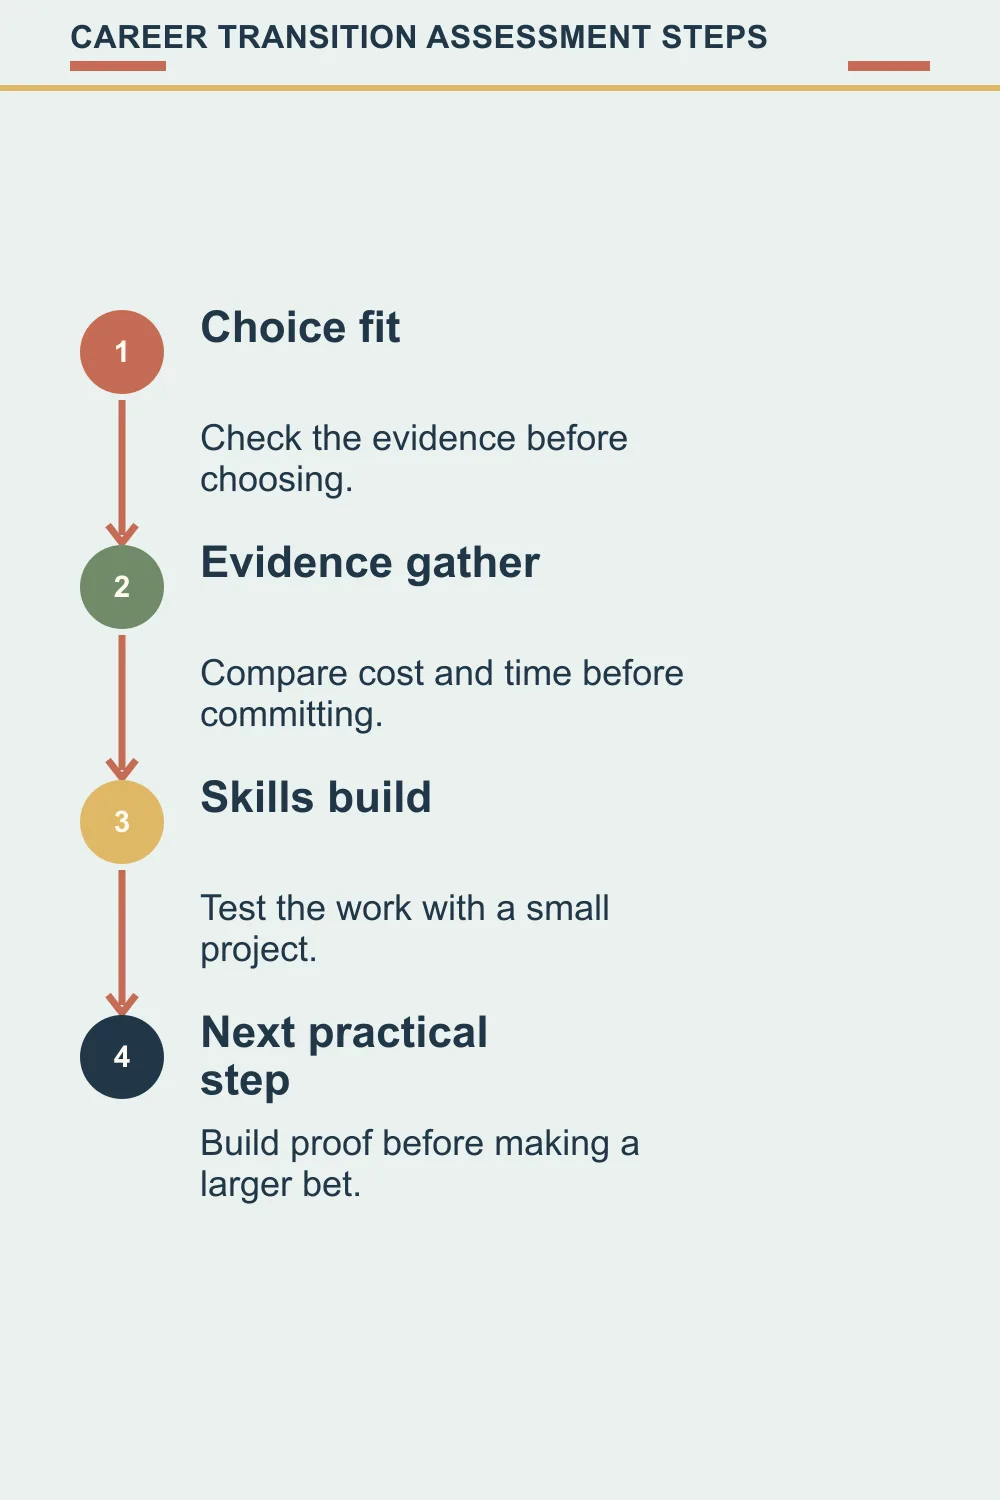 CAREER TRANSITION ASSESSMENT STEPS
1
Choice fit
Check the evidence before
choosing.
2
Evidence gather
Compare cost and time before
committing.
3
Skills build
Test the work with a small
project.
4
Next practical
step
Build proof before making a
larger bet.